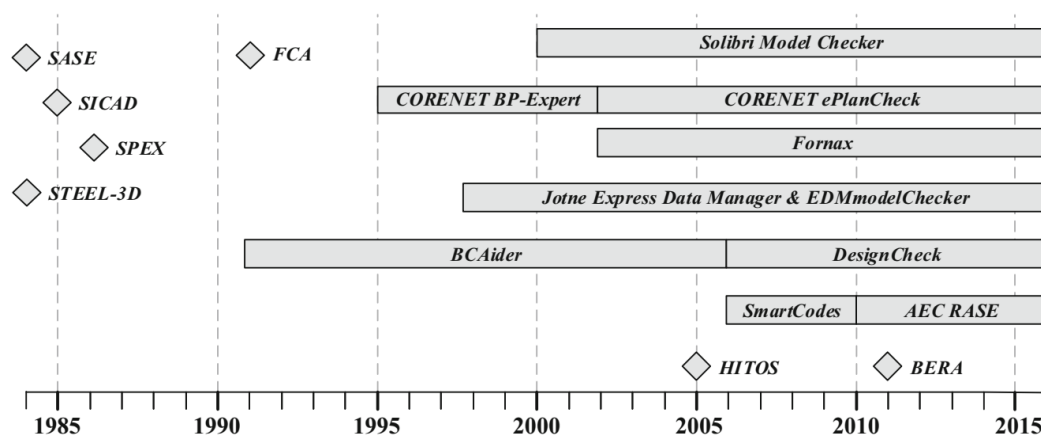 SASE
FCA
Solibri Model Checker
SICAD
CORENET BP-Expert
CORENET ePlanCheck
SPEX
Fornax
STEEL-3D
Jotne Express Data Manager & EDMmodelChecker
BCAider
DesignCheck
SmartCodes
AEC RASE
HITOS
BERA
1985 1990 1995 2000 2005 2010 2015